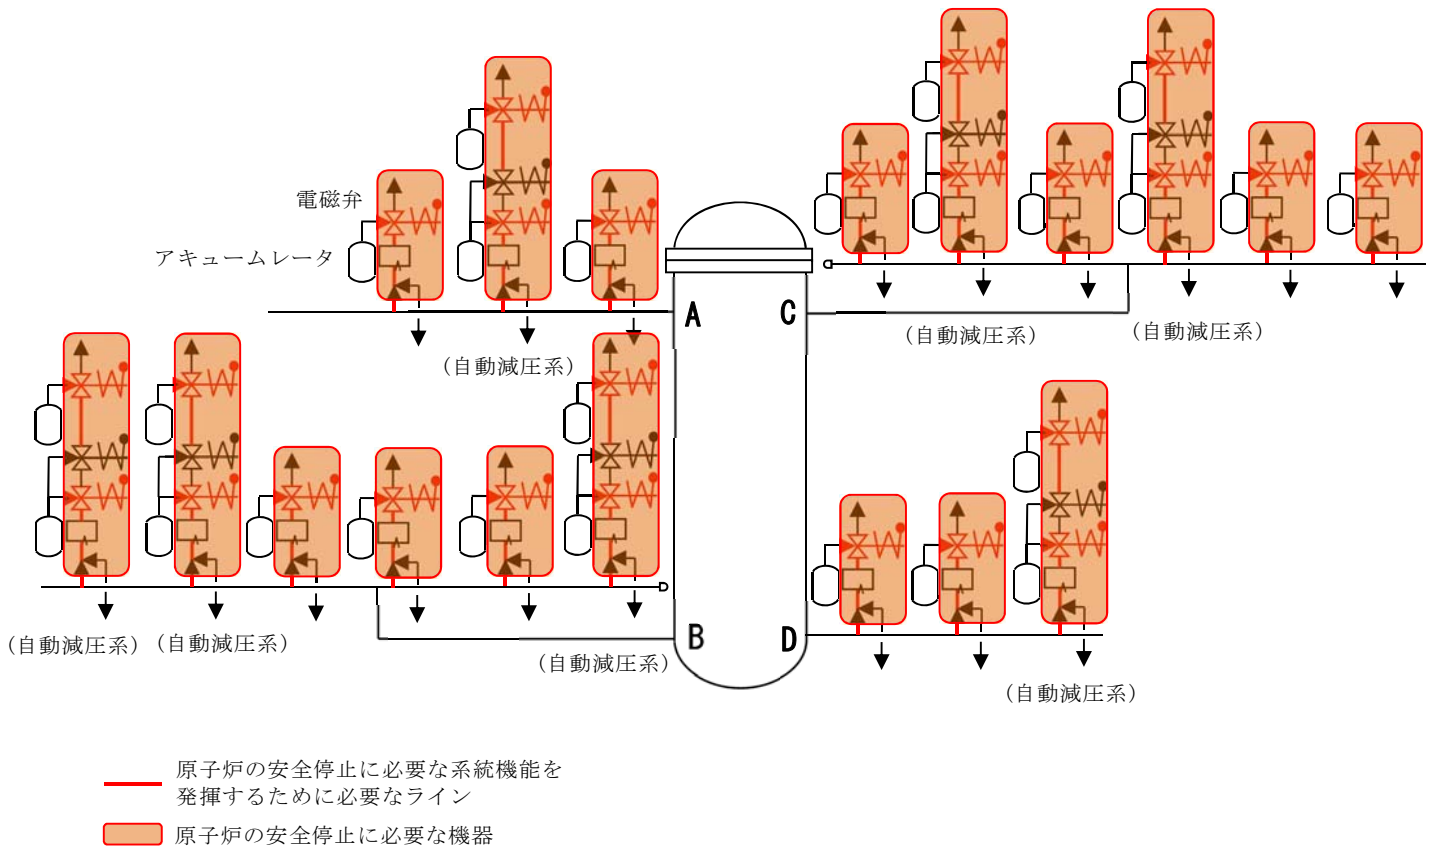 電磁弁
アキュームレータ
A
C
(自動減圧系)
(自動減圧系)
(自動減圧系)
(自動減圧系)
(自動減圧系)
B
D
(自動減圧系)
(自動減圧系)
原子炉の安全停止に必要な系統機能を
発揮するために必要なライン
原子炉の安全停止に必要な機器